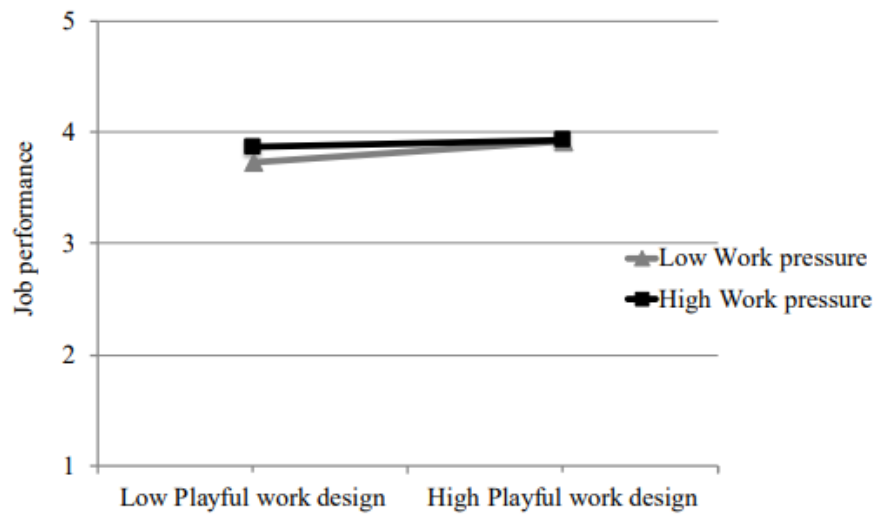 5
4
3
2
1
Job performance
Low Work pressure
High Work pressure
Low Playful work design
High Playful work design